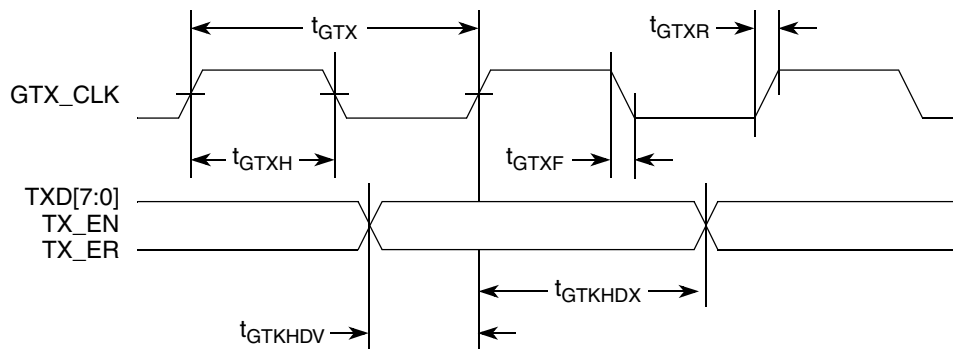 tGTX
tGTXR
GTX_CLK
tGTXH
tGTXF
TXD[7:0]
TX_EN
TX_ER
tGTKHDX
tGTKHDV